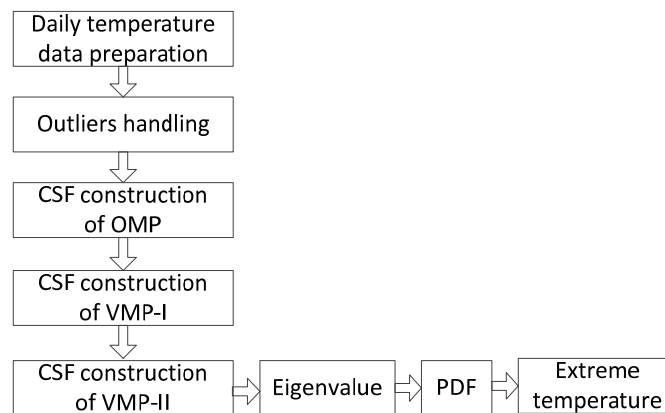 Daily temperature
data preparation
Outliers handling
CSF construction
of OMP
CSF construction
of VMP-I
CSF construction
of VMP-II
Eigenvalue
PDF
Extreme
temperature